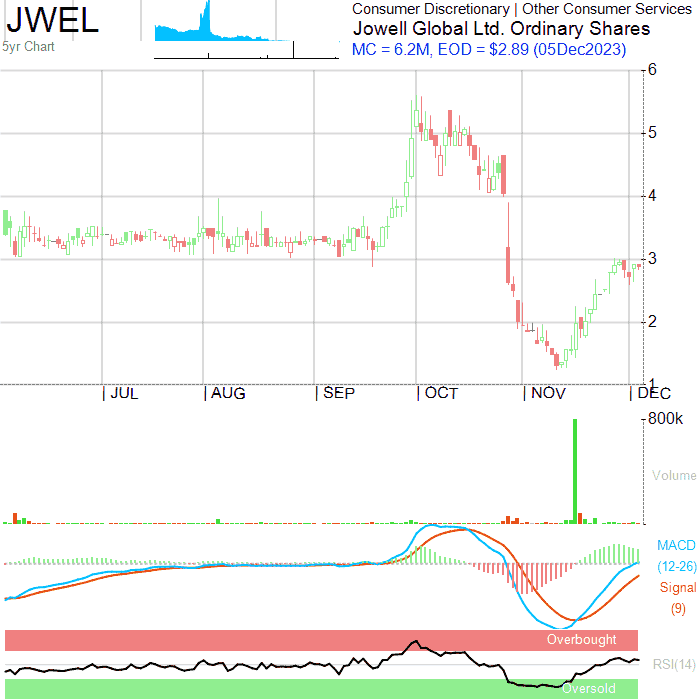 JWEL
5yr Chart
Consumer Discretionary | Other Consumer Services
Jowell Global Ltd. Ordinary Shares
MC = 6.2M, EOD = $2.89 (05Dec2023)
6
5
4
3
2
1
| JUL | AUG | SEP | OCT | NOV | DEC
800k
Volume
MACD
(12-26)
Signal
(9)
Overbought
RSI(14)
Oversold